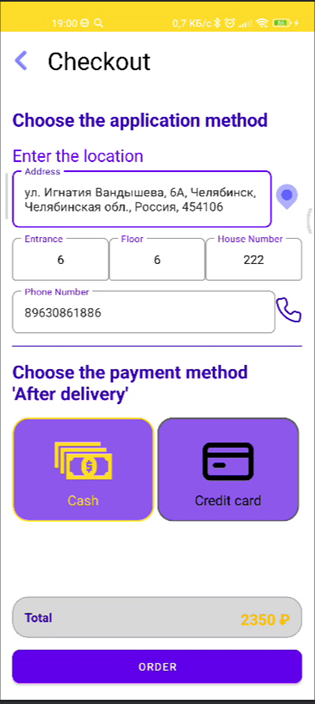 19:00
0,7 КБ/с
Checkout
Choose the application method
Enter the location
Address
ул. Игнатия Вандышева, 6А, Челябинск,
Челябинская обл., Россия, 454106
Entrance Floor House Number
6 6 222
Phone Number
89630861886
Choose the payment method
'After delivery'
Cash Credit card
Total 2350 ₽
ORDER